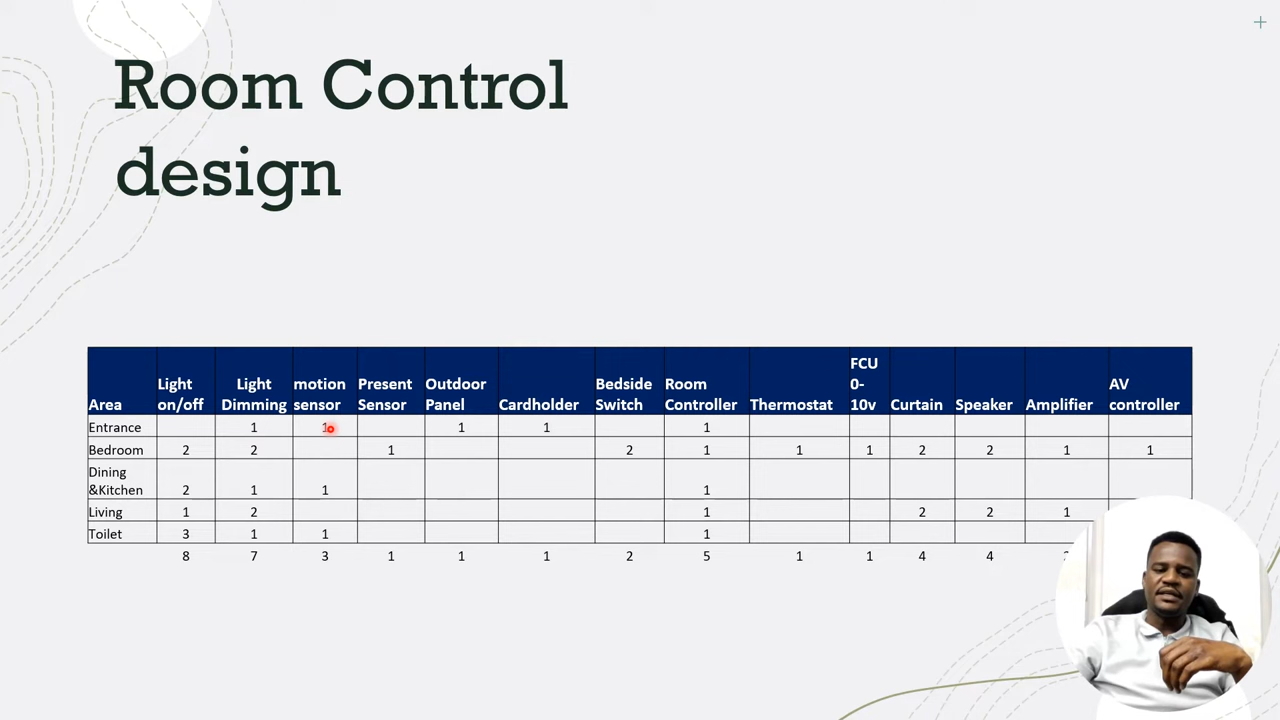 Room Control
design
Area Light on/off Light Dimming motion sensor Present Sensor Outdoor Panel Cardholder Bedside Switch Room Controller Thermostat FCU 0-10v Curtain Speaker Amplifier AV controller
Entrance 1 1 1 1 1
Bedroom 2 2 1 2 1 1 1 2 2 1 1
Dining &Kitchen 2 1 1 1
Living 1 2 1 2 2 1
Toilet 3 1 1 1
8 7 3 1 1 1 2 5 1 1 4 4